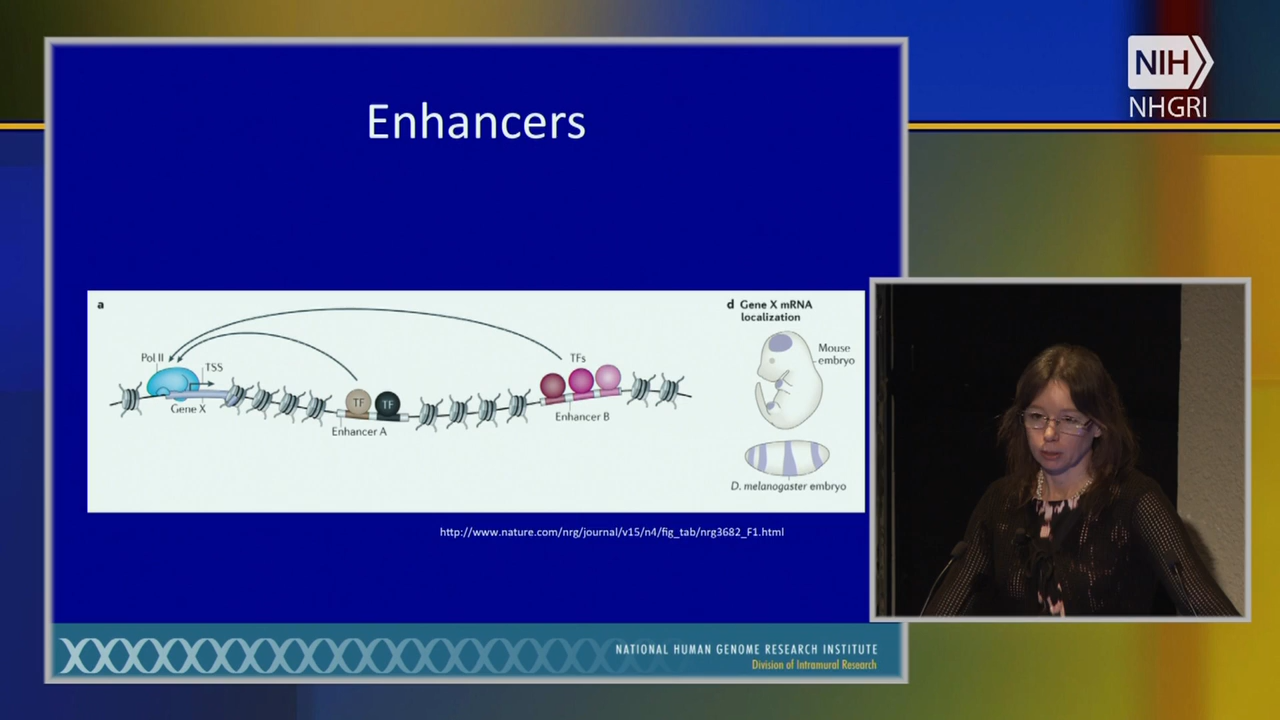 NIH
NHGRI
Enhancers
a
Pol II
TSS
Gene X
TF
TF
Enhancer A
TFs
Enhancer B
d Gene X mRNA
localization
Mouse
embryo
D. melanogaster embryo
http://www.nature.com/nrg/journal/v15/n4/fig_tab/nrg3682_F1.html
NATIONAL HUMAN GENOME RESEARCH INSTITUTE
Division of Intramural Research